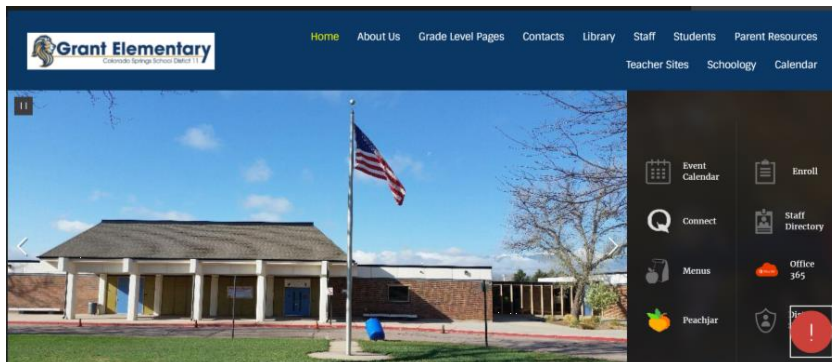 Grant Elementary
Colorado Springs School District 11
Home About Us Grade Level Pages Contacts Library Staff Students Parent Resources
Teacher Sites Schoology Calendar
Event
Calendar
Enroll
Connect
Staff
Directory
Menus
Office
365
Peachjar